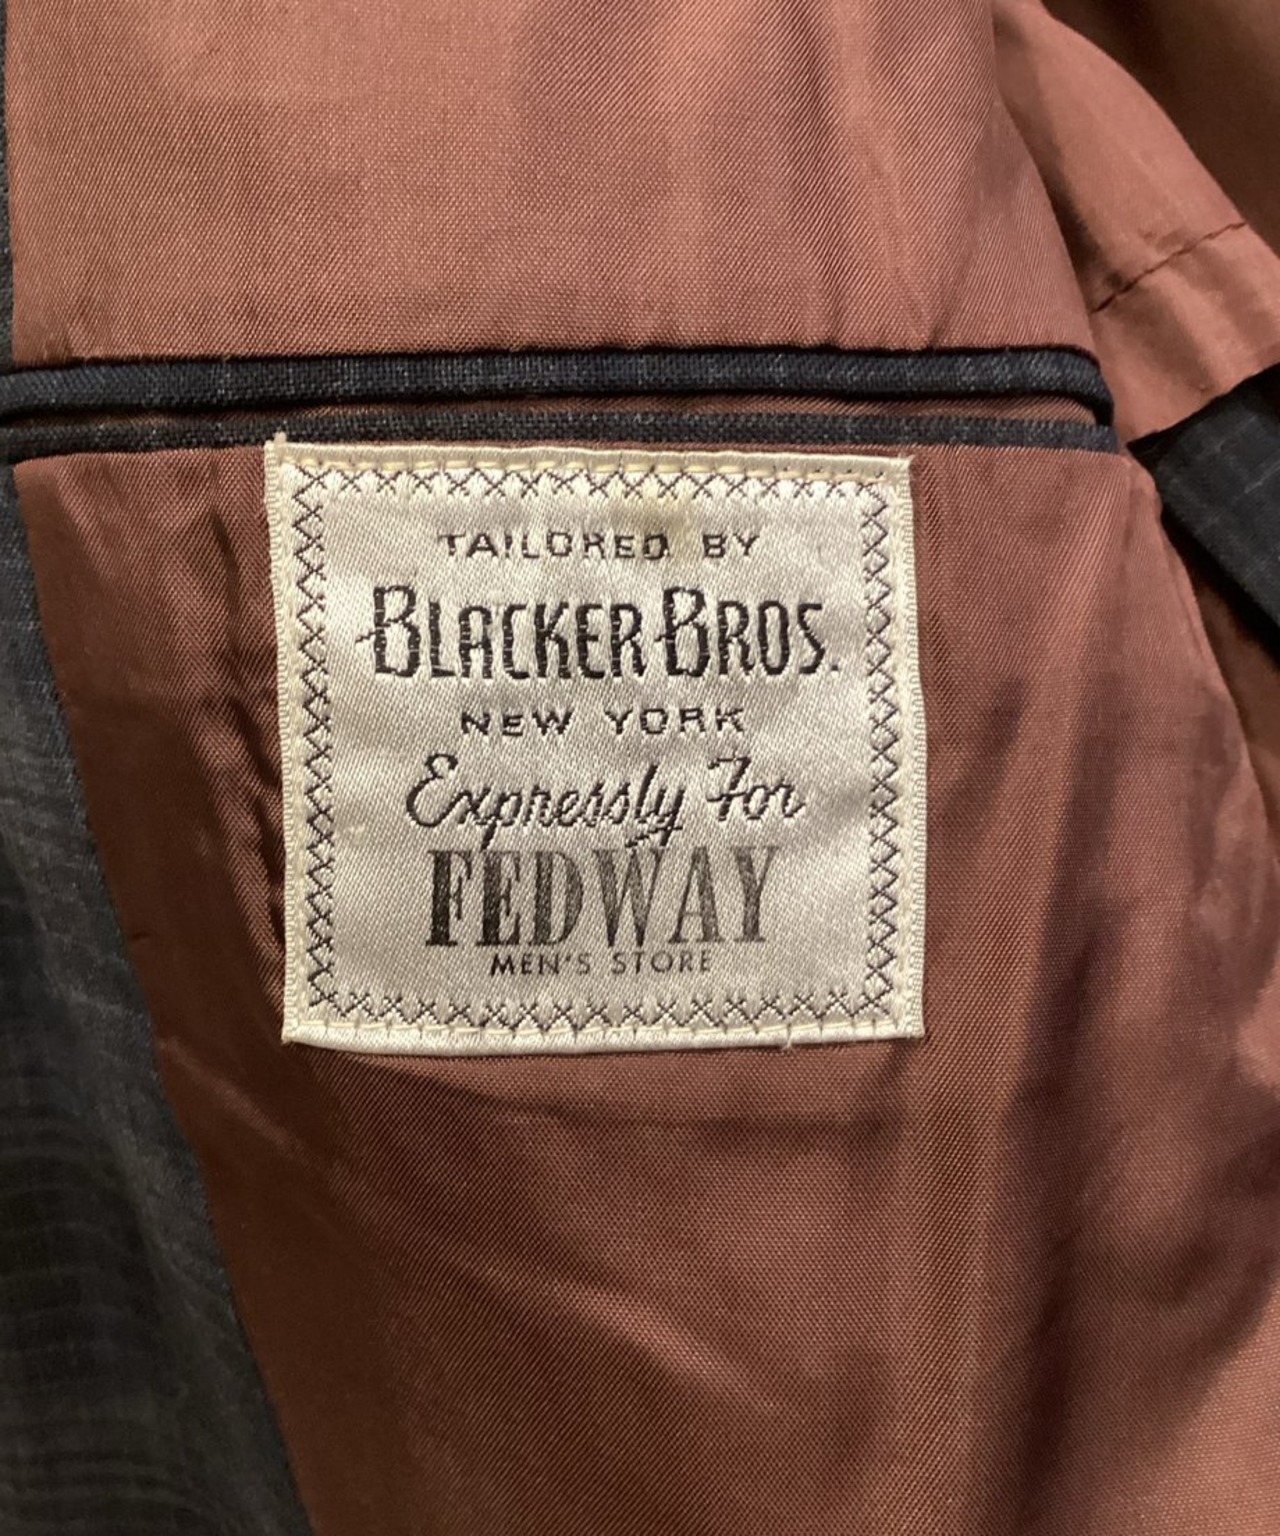 TAILORED BY
BLACKER BROS.
NEW YORK
Expressly For
FEDWAY
MEN'S STORE